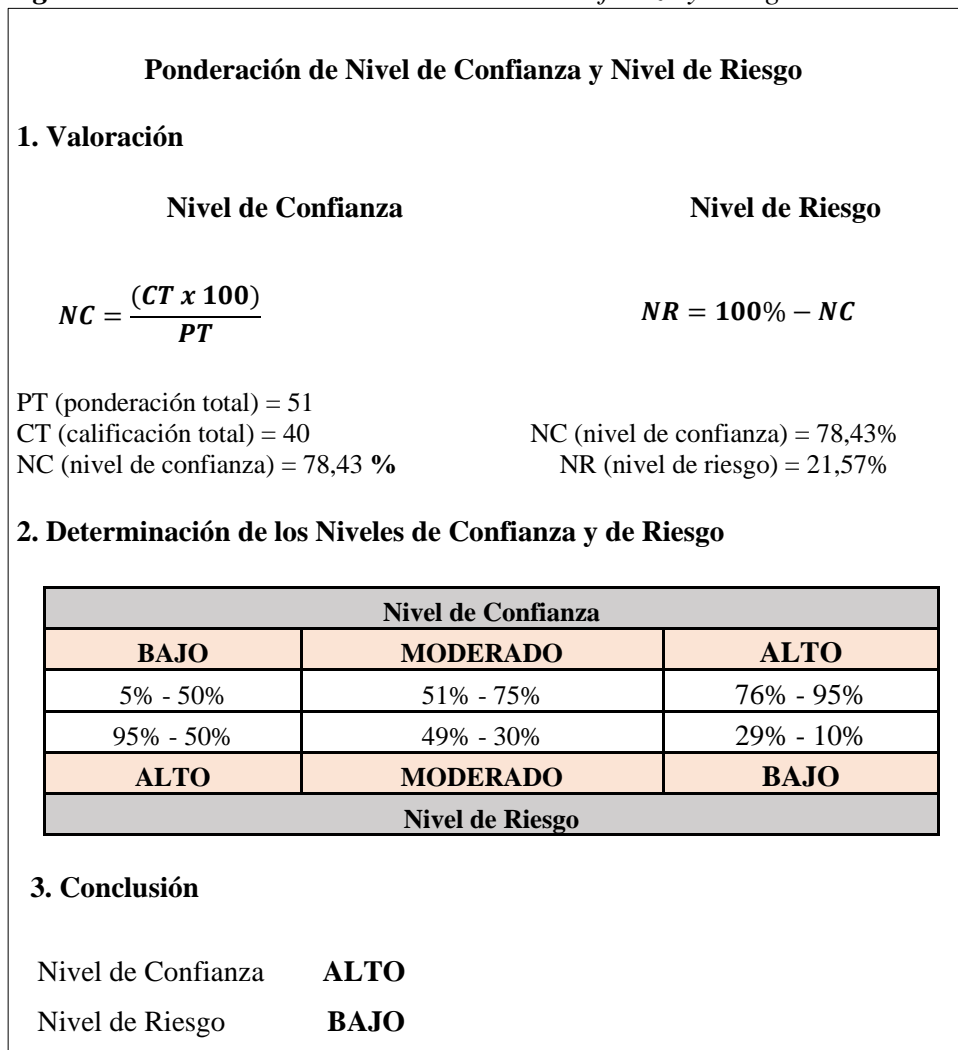 Ponderación de Nivel de Confianza y Nivel de Riesgo
1. Valoración
Nivel de Confianza Nivel de Riesgo
NC = (CT x 100) / PT NR = 100% − NC
PT (ponderación total) = 51
CT (calificación total) = 40 NC (nivel de confianza) = 78,43%
NC (nivel de confianza) = 78,43 % NR (nivel de riesgo) = 21,57%
2. Determinación de los Niveles de Confianza y de Riesgo
Nivel de Confianza
BAJO MODERADO ALTO
5% - 50% 51% - 75% 76% - 95%
95% - 50% 49% - 30% 29% - 10%
ALTO MODERADO BAJO
Nivel de Riesgo
3. Conclusión
Nivel de Confianza ALTO
Nivel de Riesgo BAJO